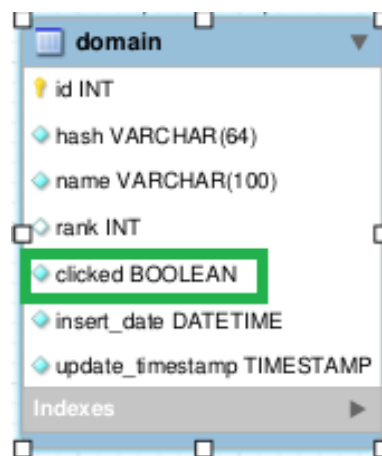 domain
id INT
hash VARCHAR(64)
name VARCHAR(100)
rank INT
clicked BOOLEAN
insert_date DATETIME
update_timestamp TIMESTAMP
Indexes